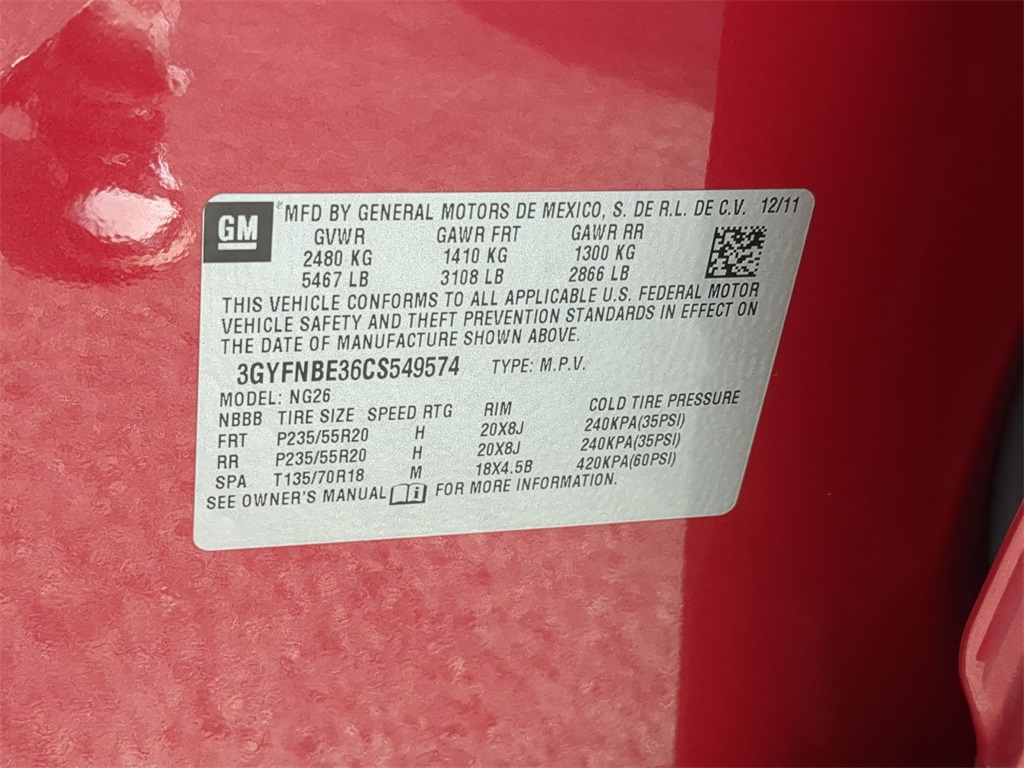 GM MFD BY GENERAL MOTORS DE MEXICO, S. DE R.L. DE C.V. 12/11
GVWR GAWR FRT GAWR RR
2480 KG 1410 KG 1300 KG
5467 LB 3108 LB 2866 LB
THIS VEHICLE CONFORMS TO ALL APPLICABLE U.S. FEDERAL MOTOR
VEHICLE SAFETY AND THEFT PREVENTION STANDARDS IN EFFECT ON
THE DATE OF MANUFACTURE SHOWN ABOVE.
3GYFNBE36CS549574 TYPE: M.P.V.
MODEL: NG26
NBBB TIRE SIZE SPEED RTG RIM COLD TIRE PRESSURE
FRT P235/55R20 H 20X8J 240KPA(35PSI)
RR P235/55R20 H 20X8J 240KPA(35PSI)
SPA T135/70R18 M 18X4.5B 420KPA(60PSI)
SEE OWNER'S MANUAL FOR MORE INFORMATION.